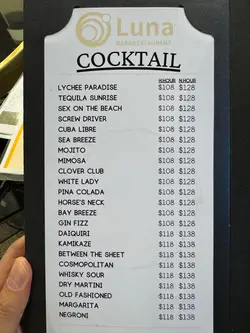 Luna
BAR&RESTAURANT
COCKTAIL
H.HOUR N.HOUR
LYCHEE PARADISE $108 $128
TEQUILA SUNRISE $108 $128
SEX ON THE BEACH $108 $128
SCREW DRIVER $108 $128
CUBA LIBRE $108 $128
SEA BREEZE $108 $128
MOJITO $108 $128
MIMOSA $108 $128
CLOVER CLUB $108 $128
WHITE LADY $108 $128
PINA COLADA $108 $128
HORSE'S NECK $108 $128
BAY BREEZE $108 $128
GIN FIZZ $108 $128
DAIQUIRI $118 $138
KAMIKAZE $118 $138
BETWEEN THE SHEET $118 $138
COSMOPOLITAN $118 $138
WHISKY SOUR $118 $138
DRY MARTINI $118 $138
OLD FASHIONED $118 $138
MARGARITA $118 $138
NEGRONI $118 $138